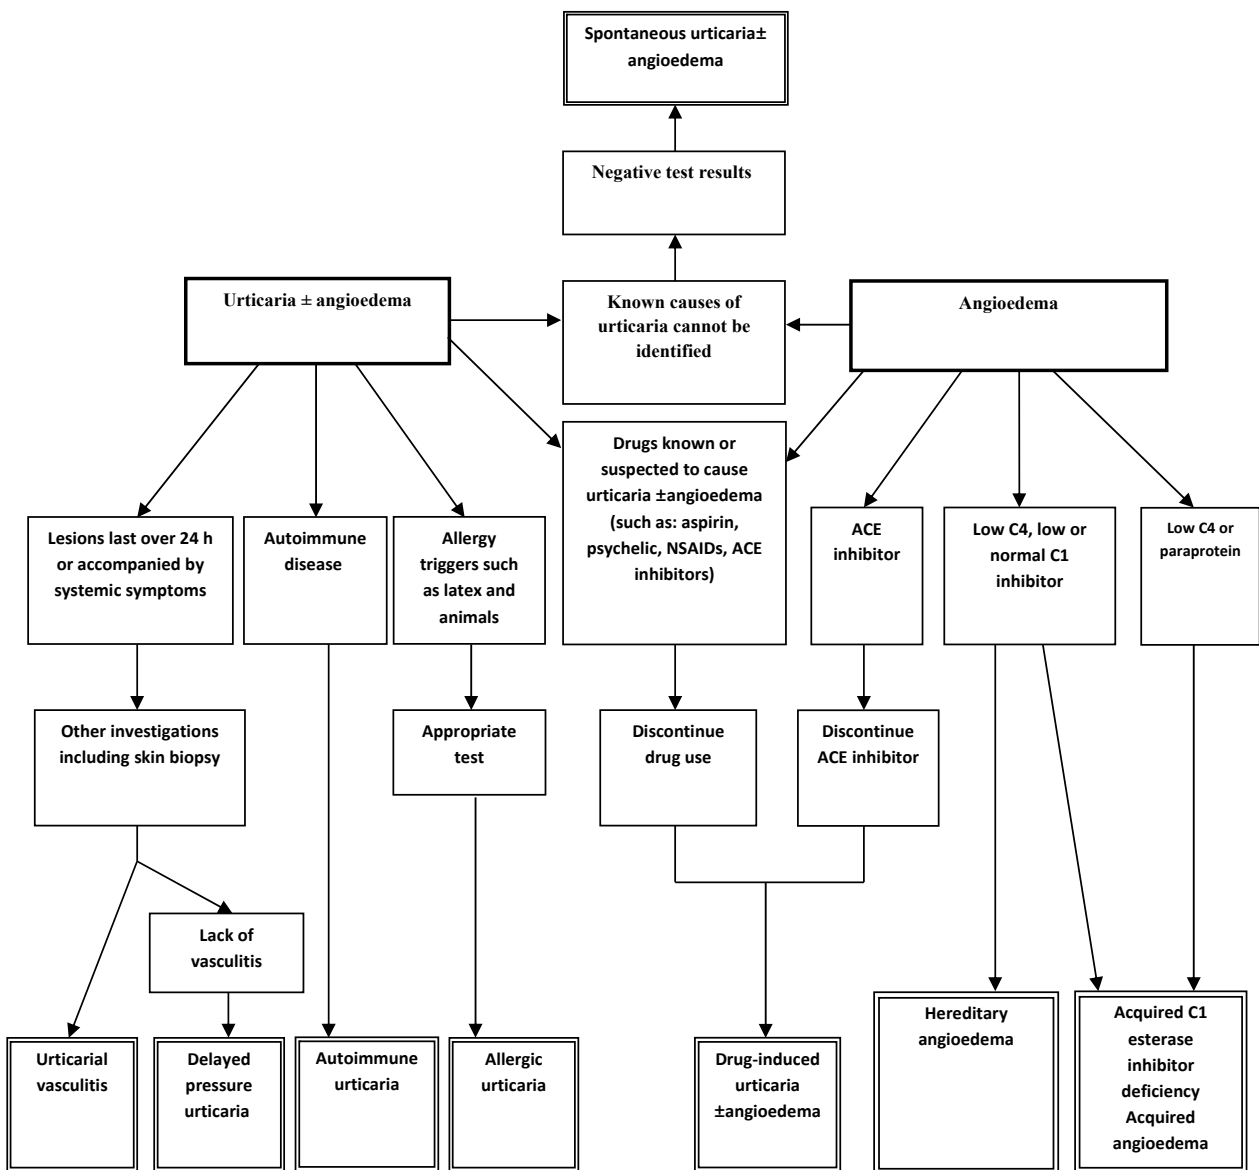 Spontaneous urticaria±
angioedema
Negative test results
Urticaria ± angioedema
Known causes of
urticaria cannot be
identified
Angioedema
Drugs known or
suspected to cause
urticaria ±angioedema
(such as: aspirin,
psychelic, NSAIDs, ACE
inhibitors)
Lesions last over 24 h
or accompanied by
systemic symptoms
Autoimmune
disease
Allergy
triggers such
as latex and
animals
ACE
inhibitor
Low C4, low or
normal C1
inhibitor
Low C4 or
paraprotein
Other investigations
including skin biopsy
Appropriate
test
Discontinue
drug use
Discontinue
ACE inhibitor
Lack of
vasculitis
Urticarial
vasculitis
Delayed
pressure
urticaria
Autoimmune
urticaria
Allergic
urticaria
Drug-induced
urticaria
±angioedema
Hereditary
angioedema
Acquired C1
esterase
inhibitor
deficiency
Acquired
angioedema